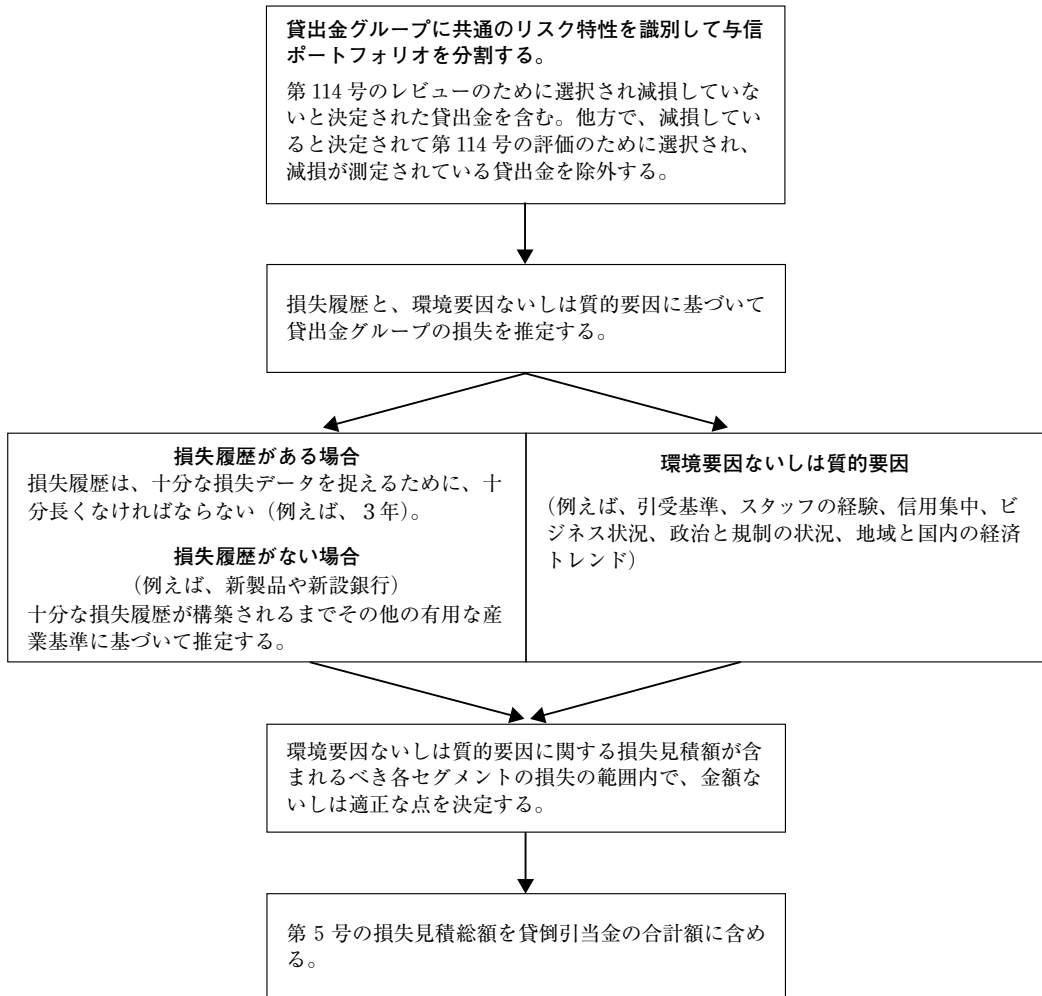 貸出金グループに共通のリスク特性を識別して与信
ポートフォリオを分割する。
第 114 号のレビューのために選択され減損していな
いと決定された貸出金を含む。他方で、減損してい
ると決定されて第 114 号の評価のために選択され、
減損が測定されている貸出金を除外する。
損失履歴と、環境要因ないしは質的要因に基づいて
貸出金グループの損失を推定する。
損失履歴がある場合
損失履歴は、十分な損失データを捉えるために、十
分長くなければならない（例えば、３年）。
損失履歴がない場合
（例えば、新製品や新設銀行）
十分な損失履歴が構築されるまでその他の有用な産
業基準に基づいて推定する。
環境要因ないしは質的要因
（例えば、引受基準、スタッフの経験、信用集中、ビ
ジネス状況、政治と規制の状況、地域と国内の経済
トレンド）
環境要因ないしは質的要因に関する損失見積額が含
まれるべき各セグメントの損失の範囲内で、金額な
いしは適正な点を決定する。
第 5 号の損失見積総額を貸倒引当金の合計額に含め
る。